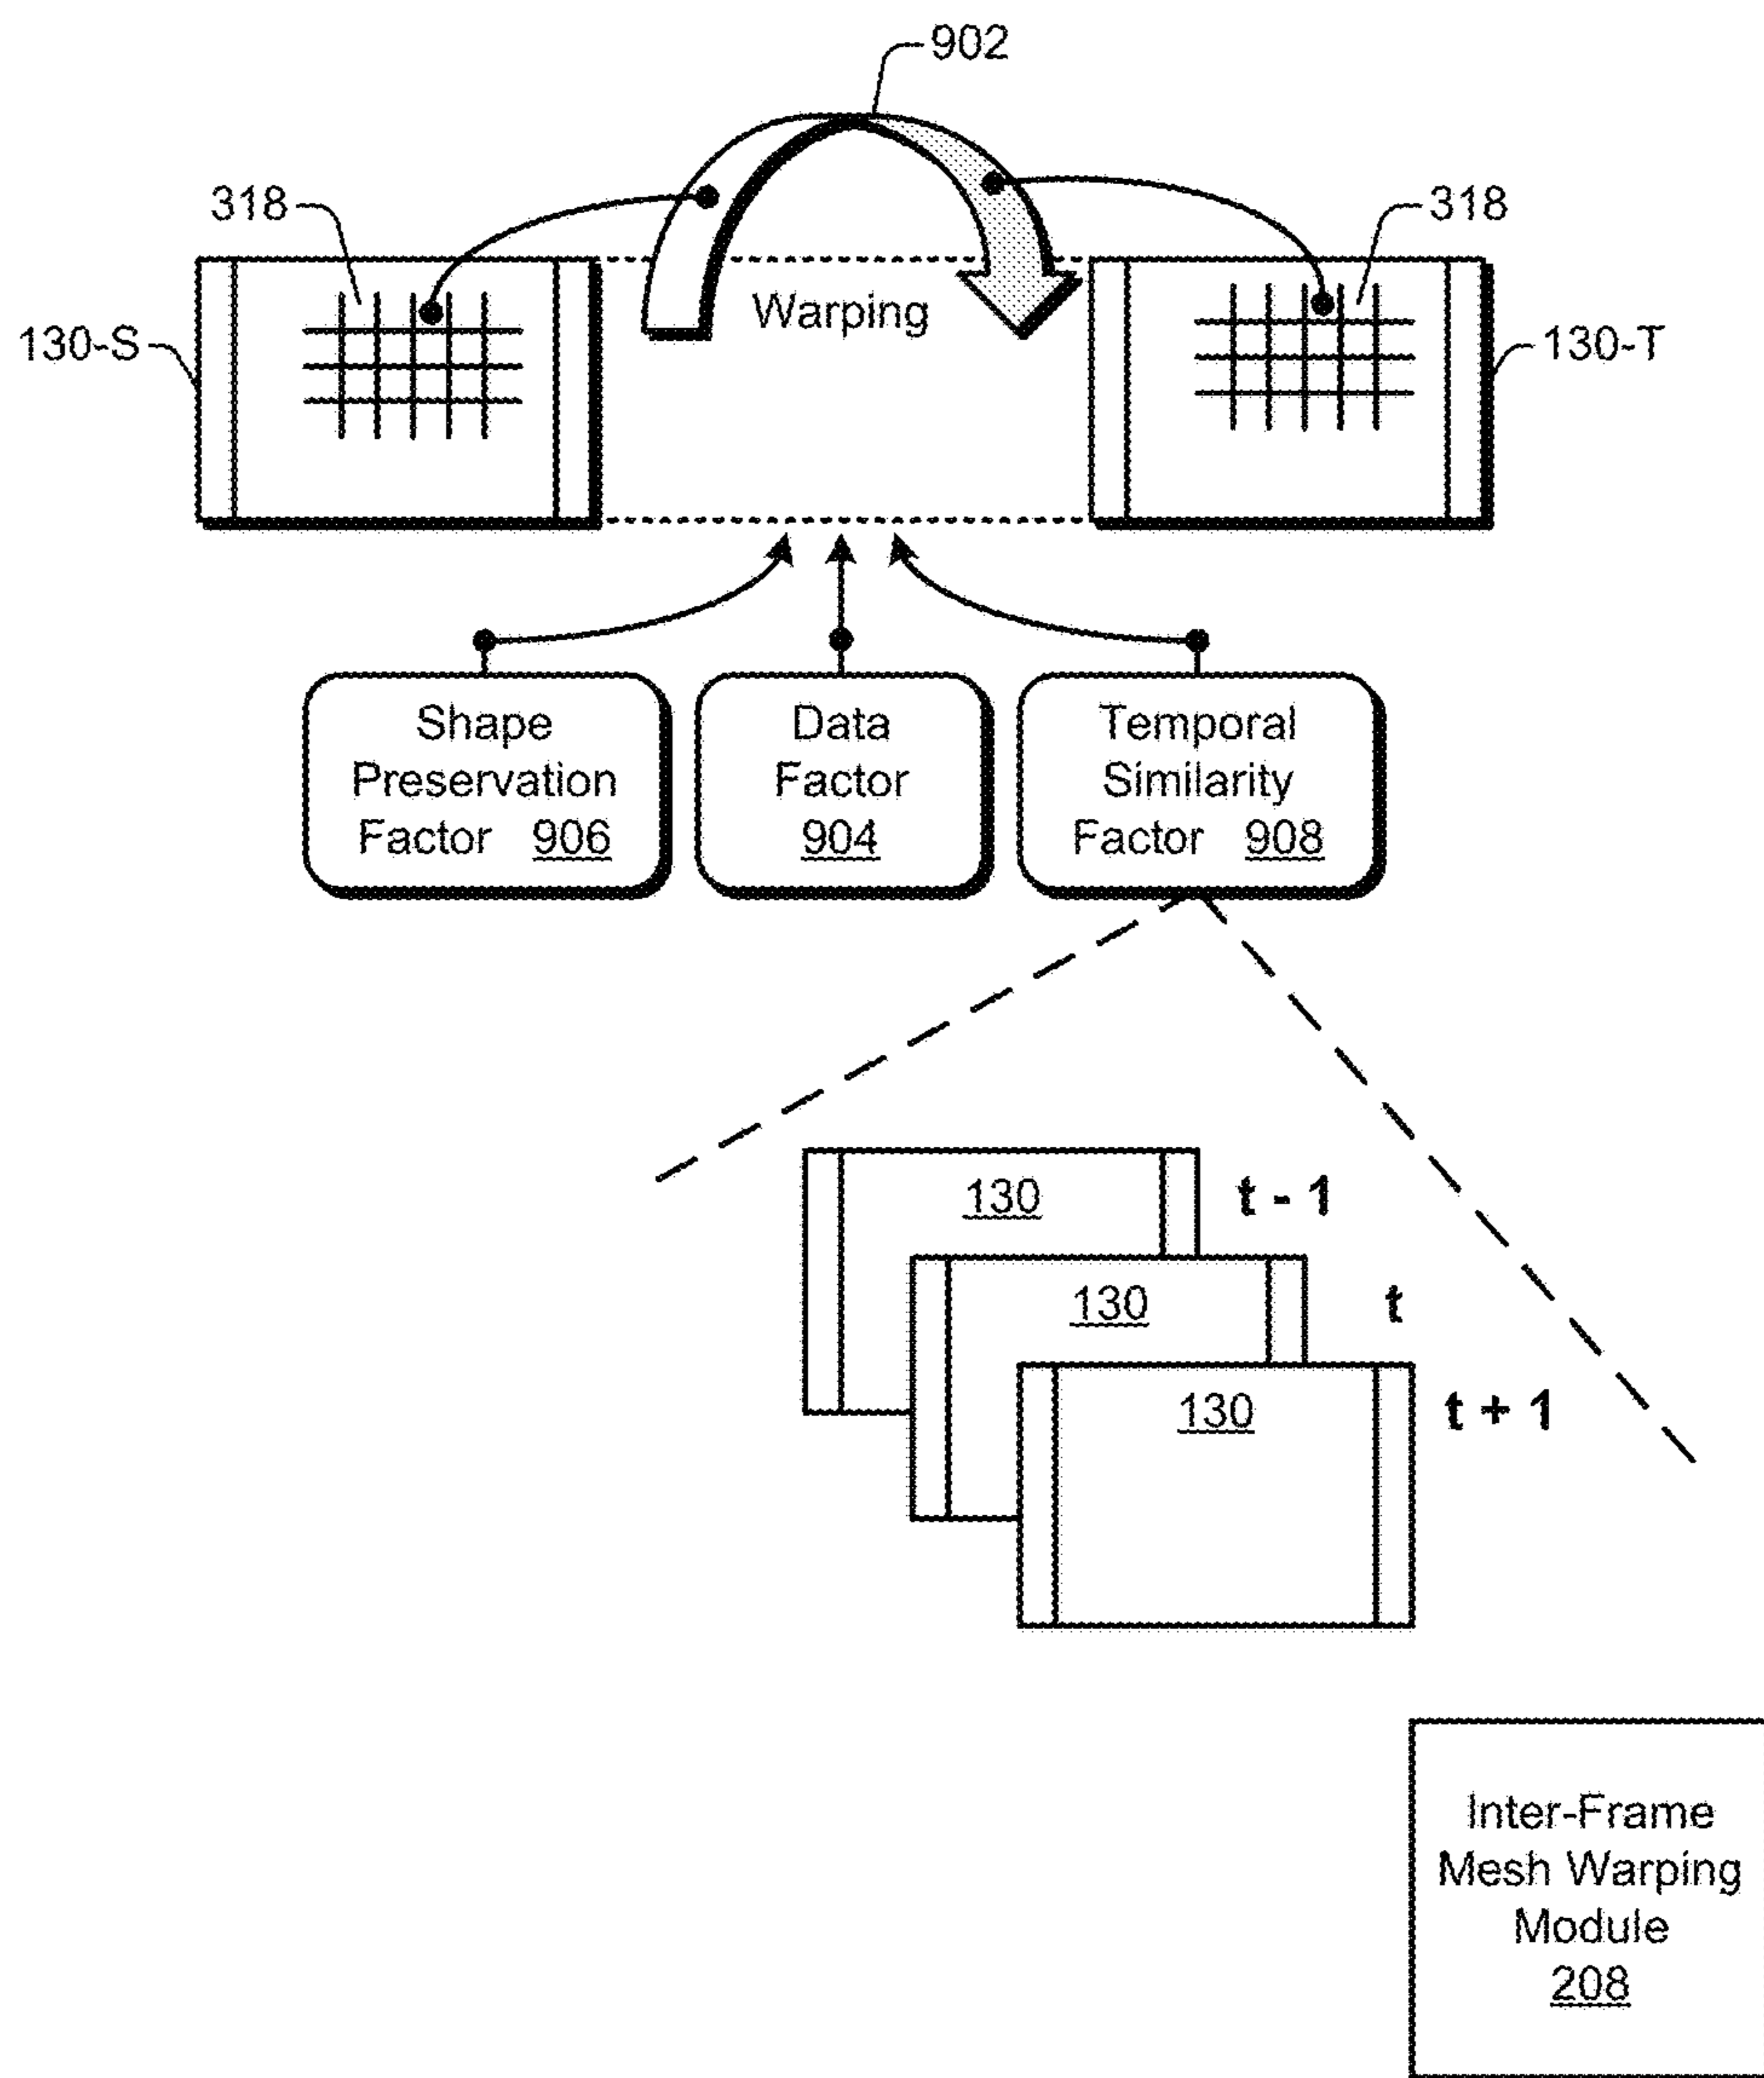 902
318
318
130-S
Warping
130-T
Shape
Preservation
Factor 906
Data
Factor
904
Temporal
Similarity
Factor 908
130
t - 1
130
t
130
t + 1
Inter-Frame
Mesh Warping
Module
208